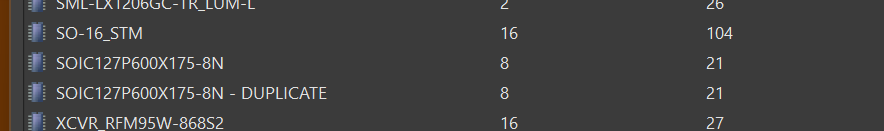 SML-LX1206GC-TR_LUM-L 2 26
SO-16_STM 16 104
SOIC127P600X175-8N 8 21
SOIC127P600X175-8N - DUPLICATE 8 21
XCVR_RFM95W-868S2 16 27